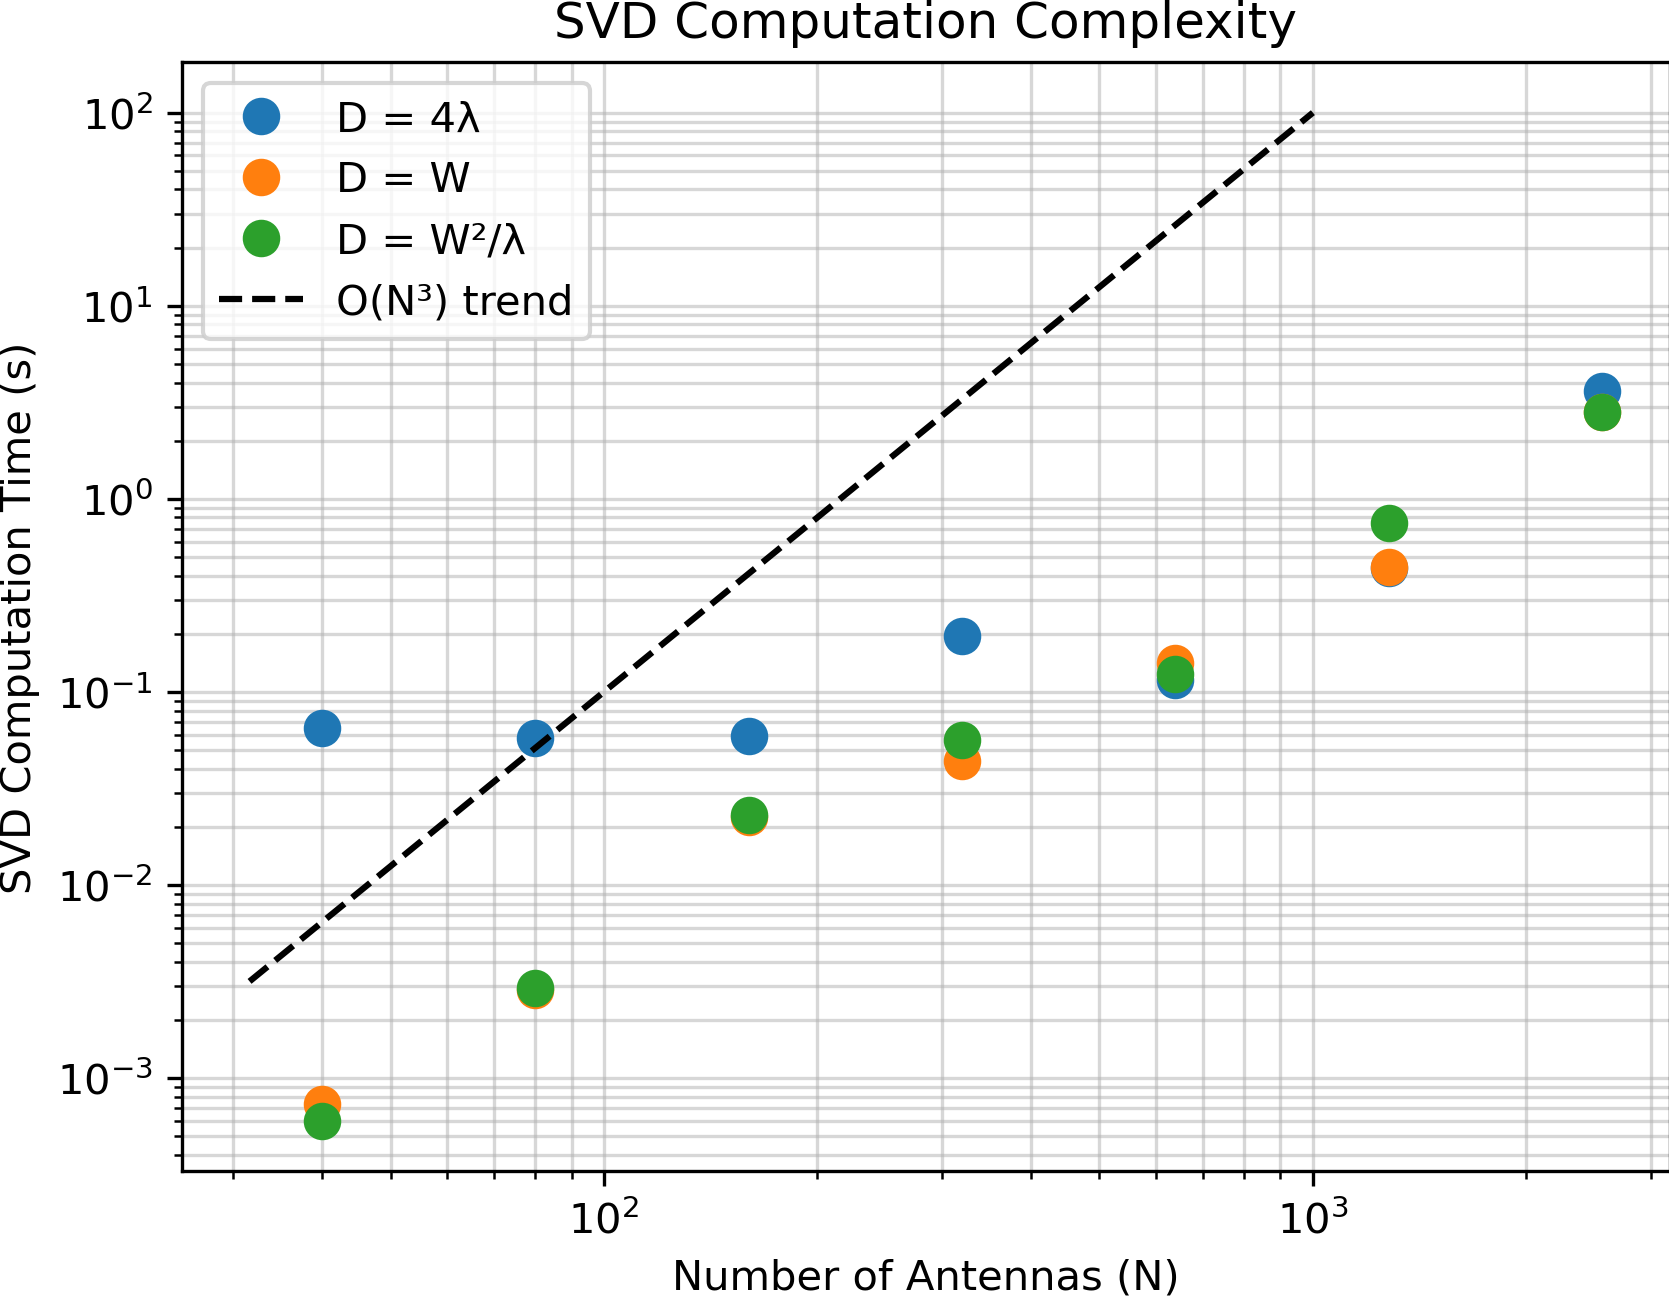 SVD Computation Complexity
D = 4λ
D = W
D = W²/λ
O(N³) trend
SVD Computation Time (s)
10²
10¹
10⁰
10⁻¹
10⁻²
10⁻³
10²
10³
Number of Antennas (N)